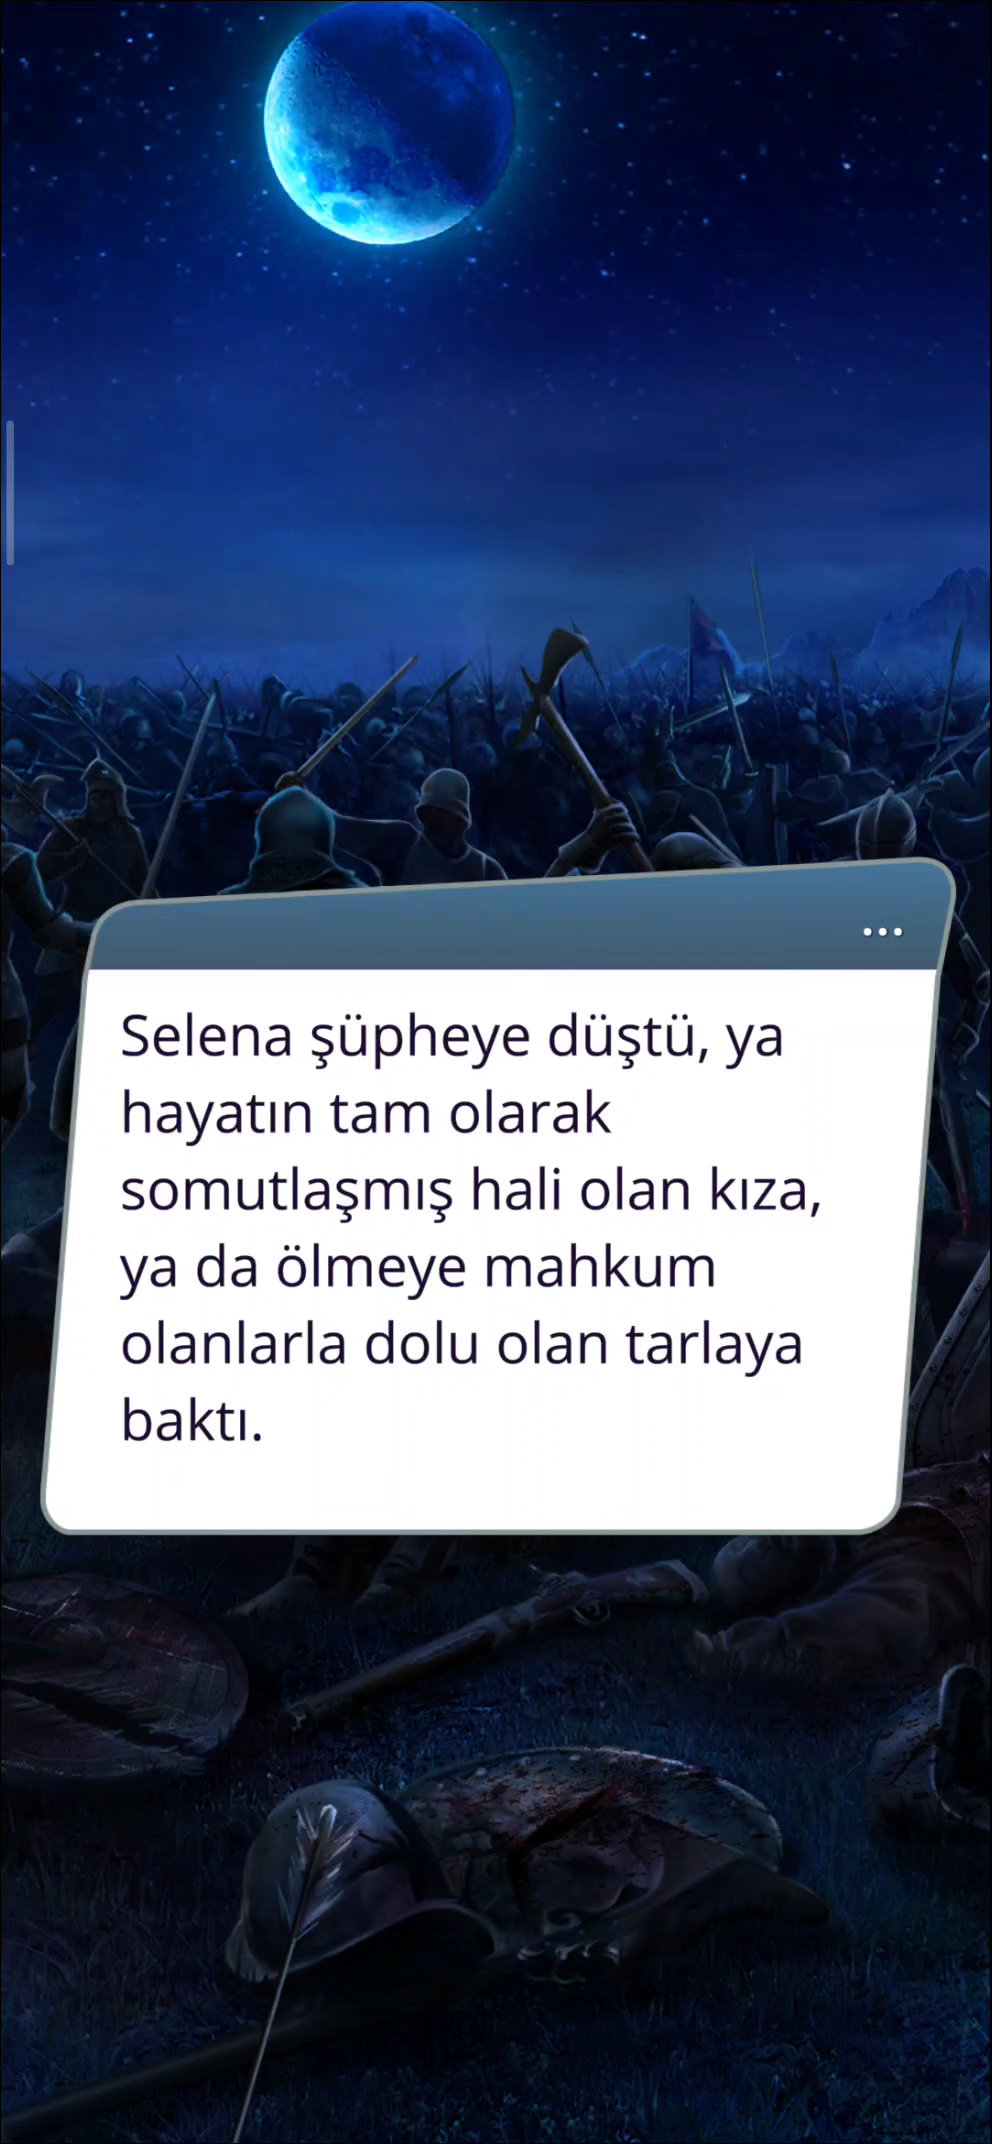 Selena şüpheye düştü, ya
hayatın tam olarak
somutlaşmış hali olan kıza,
ya da ölmeye mahkum
olanlarla dolu olan tarlaya
baktı.